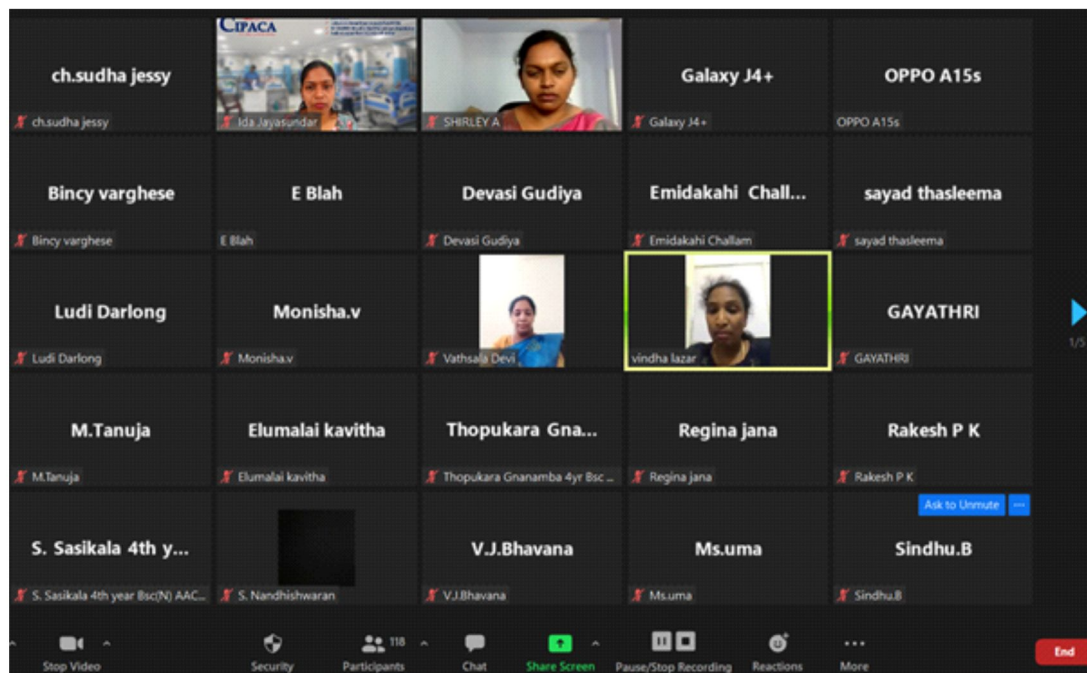 ch.sudha jessy
ch.sudha jessy
CIPACA
Ida Jayasundar
SHIRLEY A
Galaxy J4+
Galaxy J4+
OPPO A15s
OPPO A15s
Bincy varghese
Bincy varghese
E Blah
E Blah
Devasi Gudiya
Devasi Gudiya
Emidakahi Chall...
Emidakahi Challam
sayad thasleema
sayad thasleema
Ludi Darlong
Ludi Darlong
Monisha.v
Monisha.v
Vathsala Devi
vindha lazar
GAYATHRI
GAYATHRI
1/5
M.Tanuja
M.Tanuja
Elumalai kavitha
Elumalai kavitha
Thopukara Gna...
Thopukara Gnanamba 4yr Bsc ...
Regina jana
Regina jana
Rakesh P K
Rakesh P K
Ask to Unmute
S. Sasikala 4th y...
S. Sasikala 4th year Bsc(N) AAC...
S. Nandhishwaran
V.J.Bhavana
V.J.Bhavana
Ms.uma
Ms.uma
Sindhu.B
Sindhu.B
Stop Video
Security
118
Participants
Chat
Share Screen
Pause/Stop Recording
Reactions
More
End